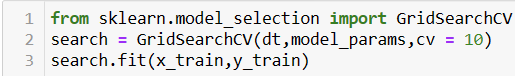 1 from sklearn.model_selection import GridSearchCV
2 search = GridSearchCV(dt,model_params,cv = 10)
3 search.fit(x_train,y_train)